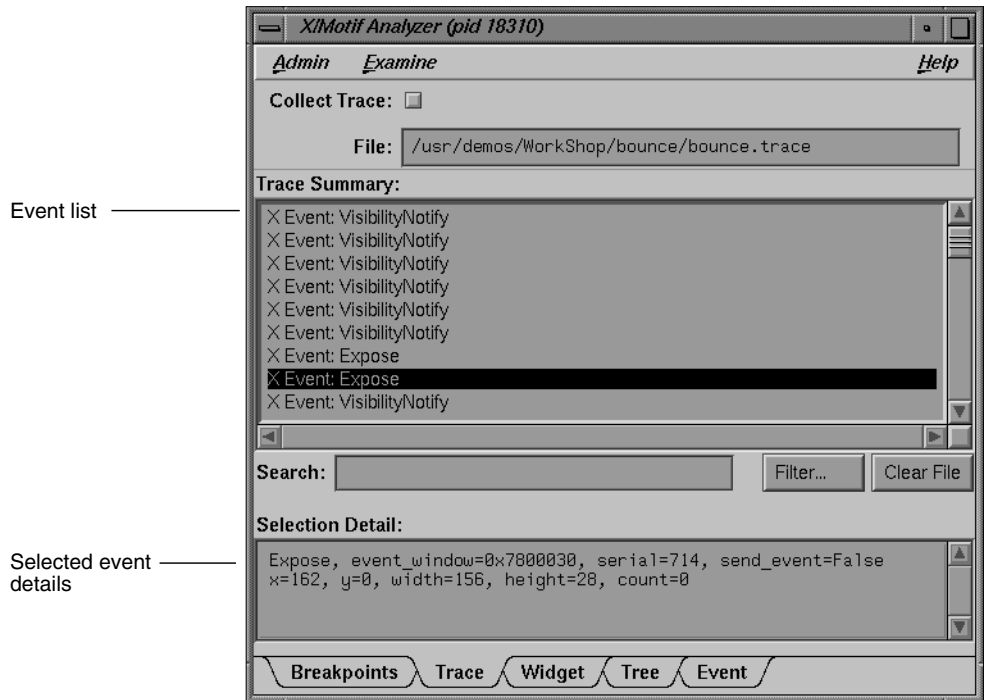 X/Motif Analyzer (pid 18310)
Admin Examine Help
Collect Trace:
File: /usr/demos/WorkShop/bounce/bounce.trace
Trace Summary:
Event list
X Event: VisibilityNotify
X Event: VisibilityNotify
X Event: VisibilityNotify
X Event: VisibilityNotify
X Event: VisibilityNotify
X Event: VisibilityNotify
X Event: Expose
X Event: Expose
X Event: VisibilityNotify
Search: Filter... Clear File
Selection Detail:
Selected event
details
Expose, event_window=0x7800030, serial=714, send_event=False
x=162, y=0, width=156, height=28, count=0
Breakpoints Trace Widget Tree Event